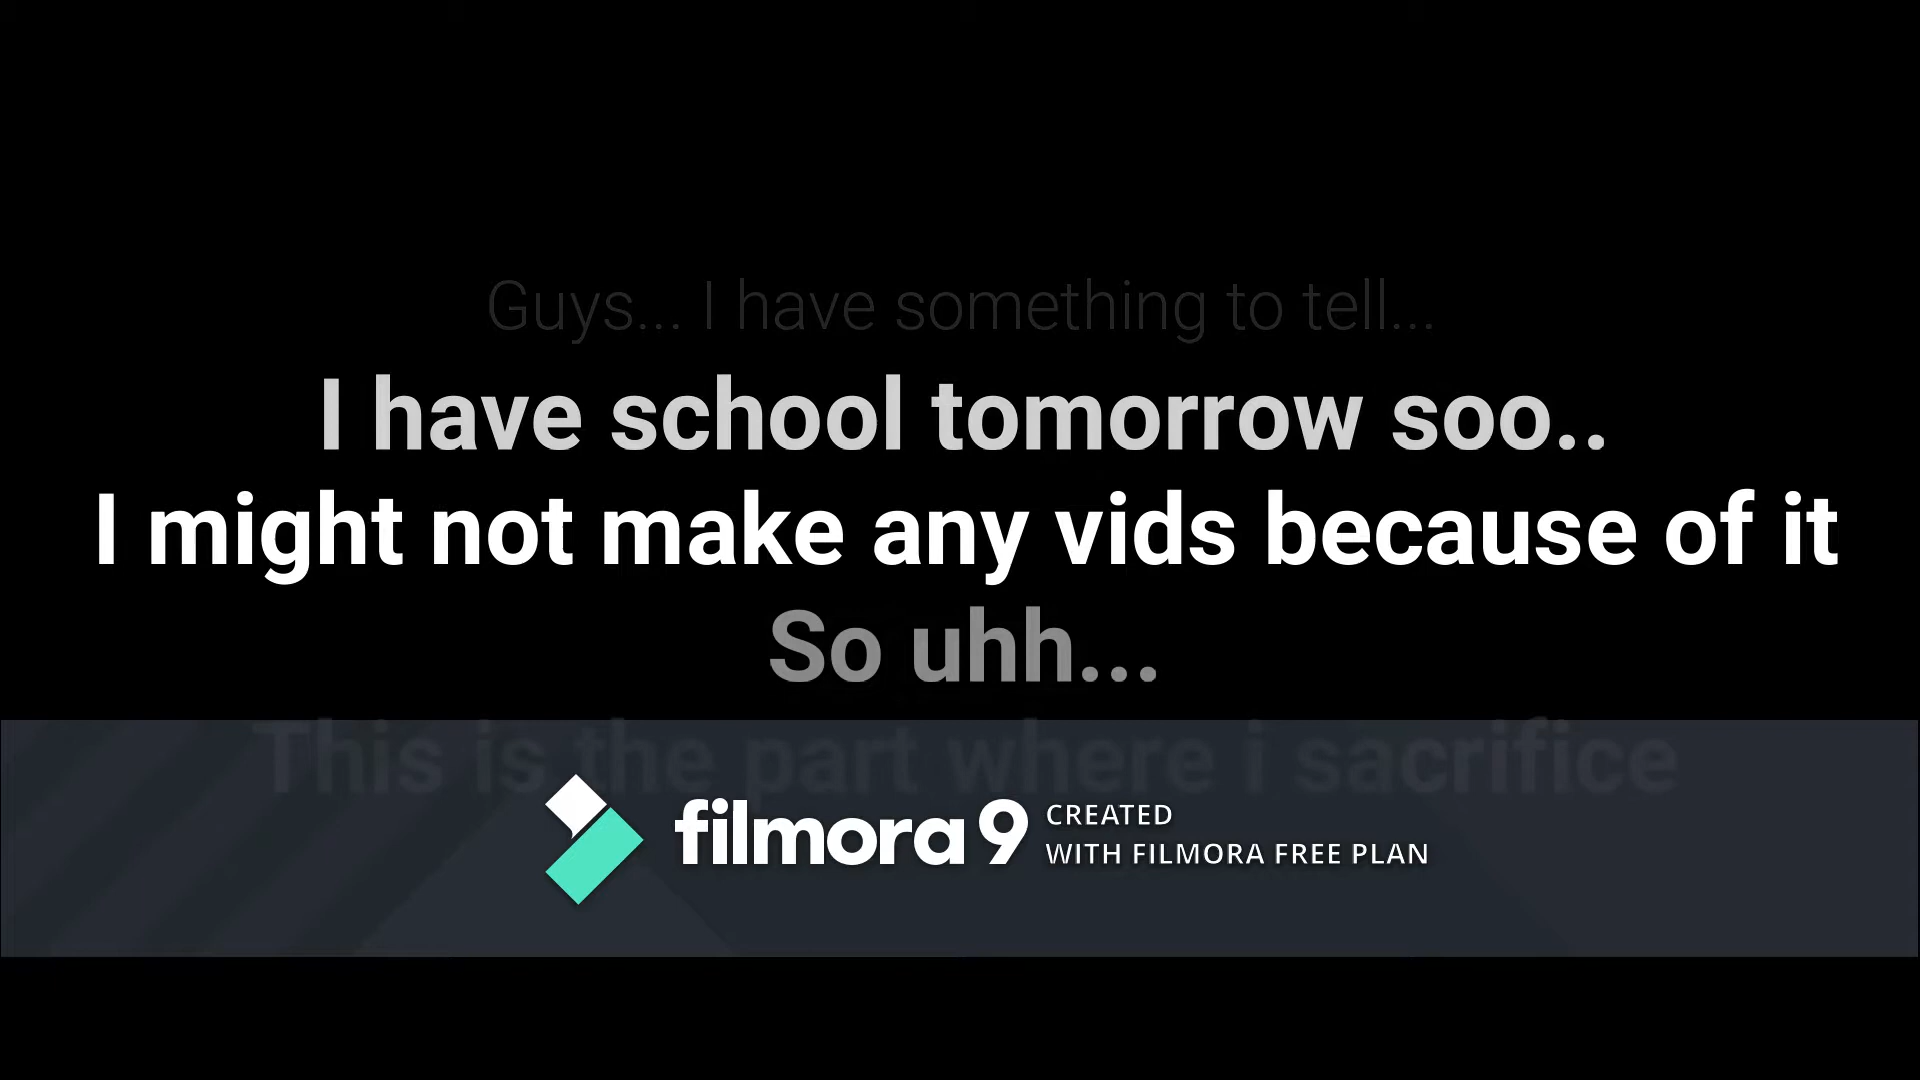 Guys... I have something to tell...
I have school tomorrow soo..
I might not make any vids because of it
So uhh...
This is the part where i sacrifice
filmora 9
CREATED
WITH FILMORA FREE PLAN